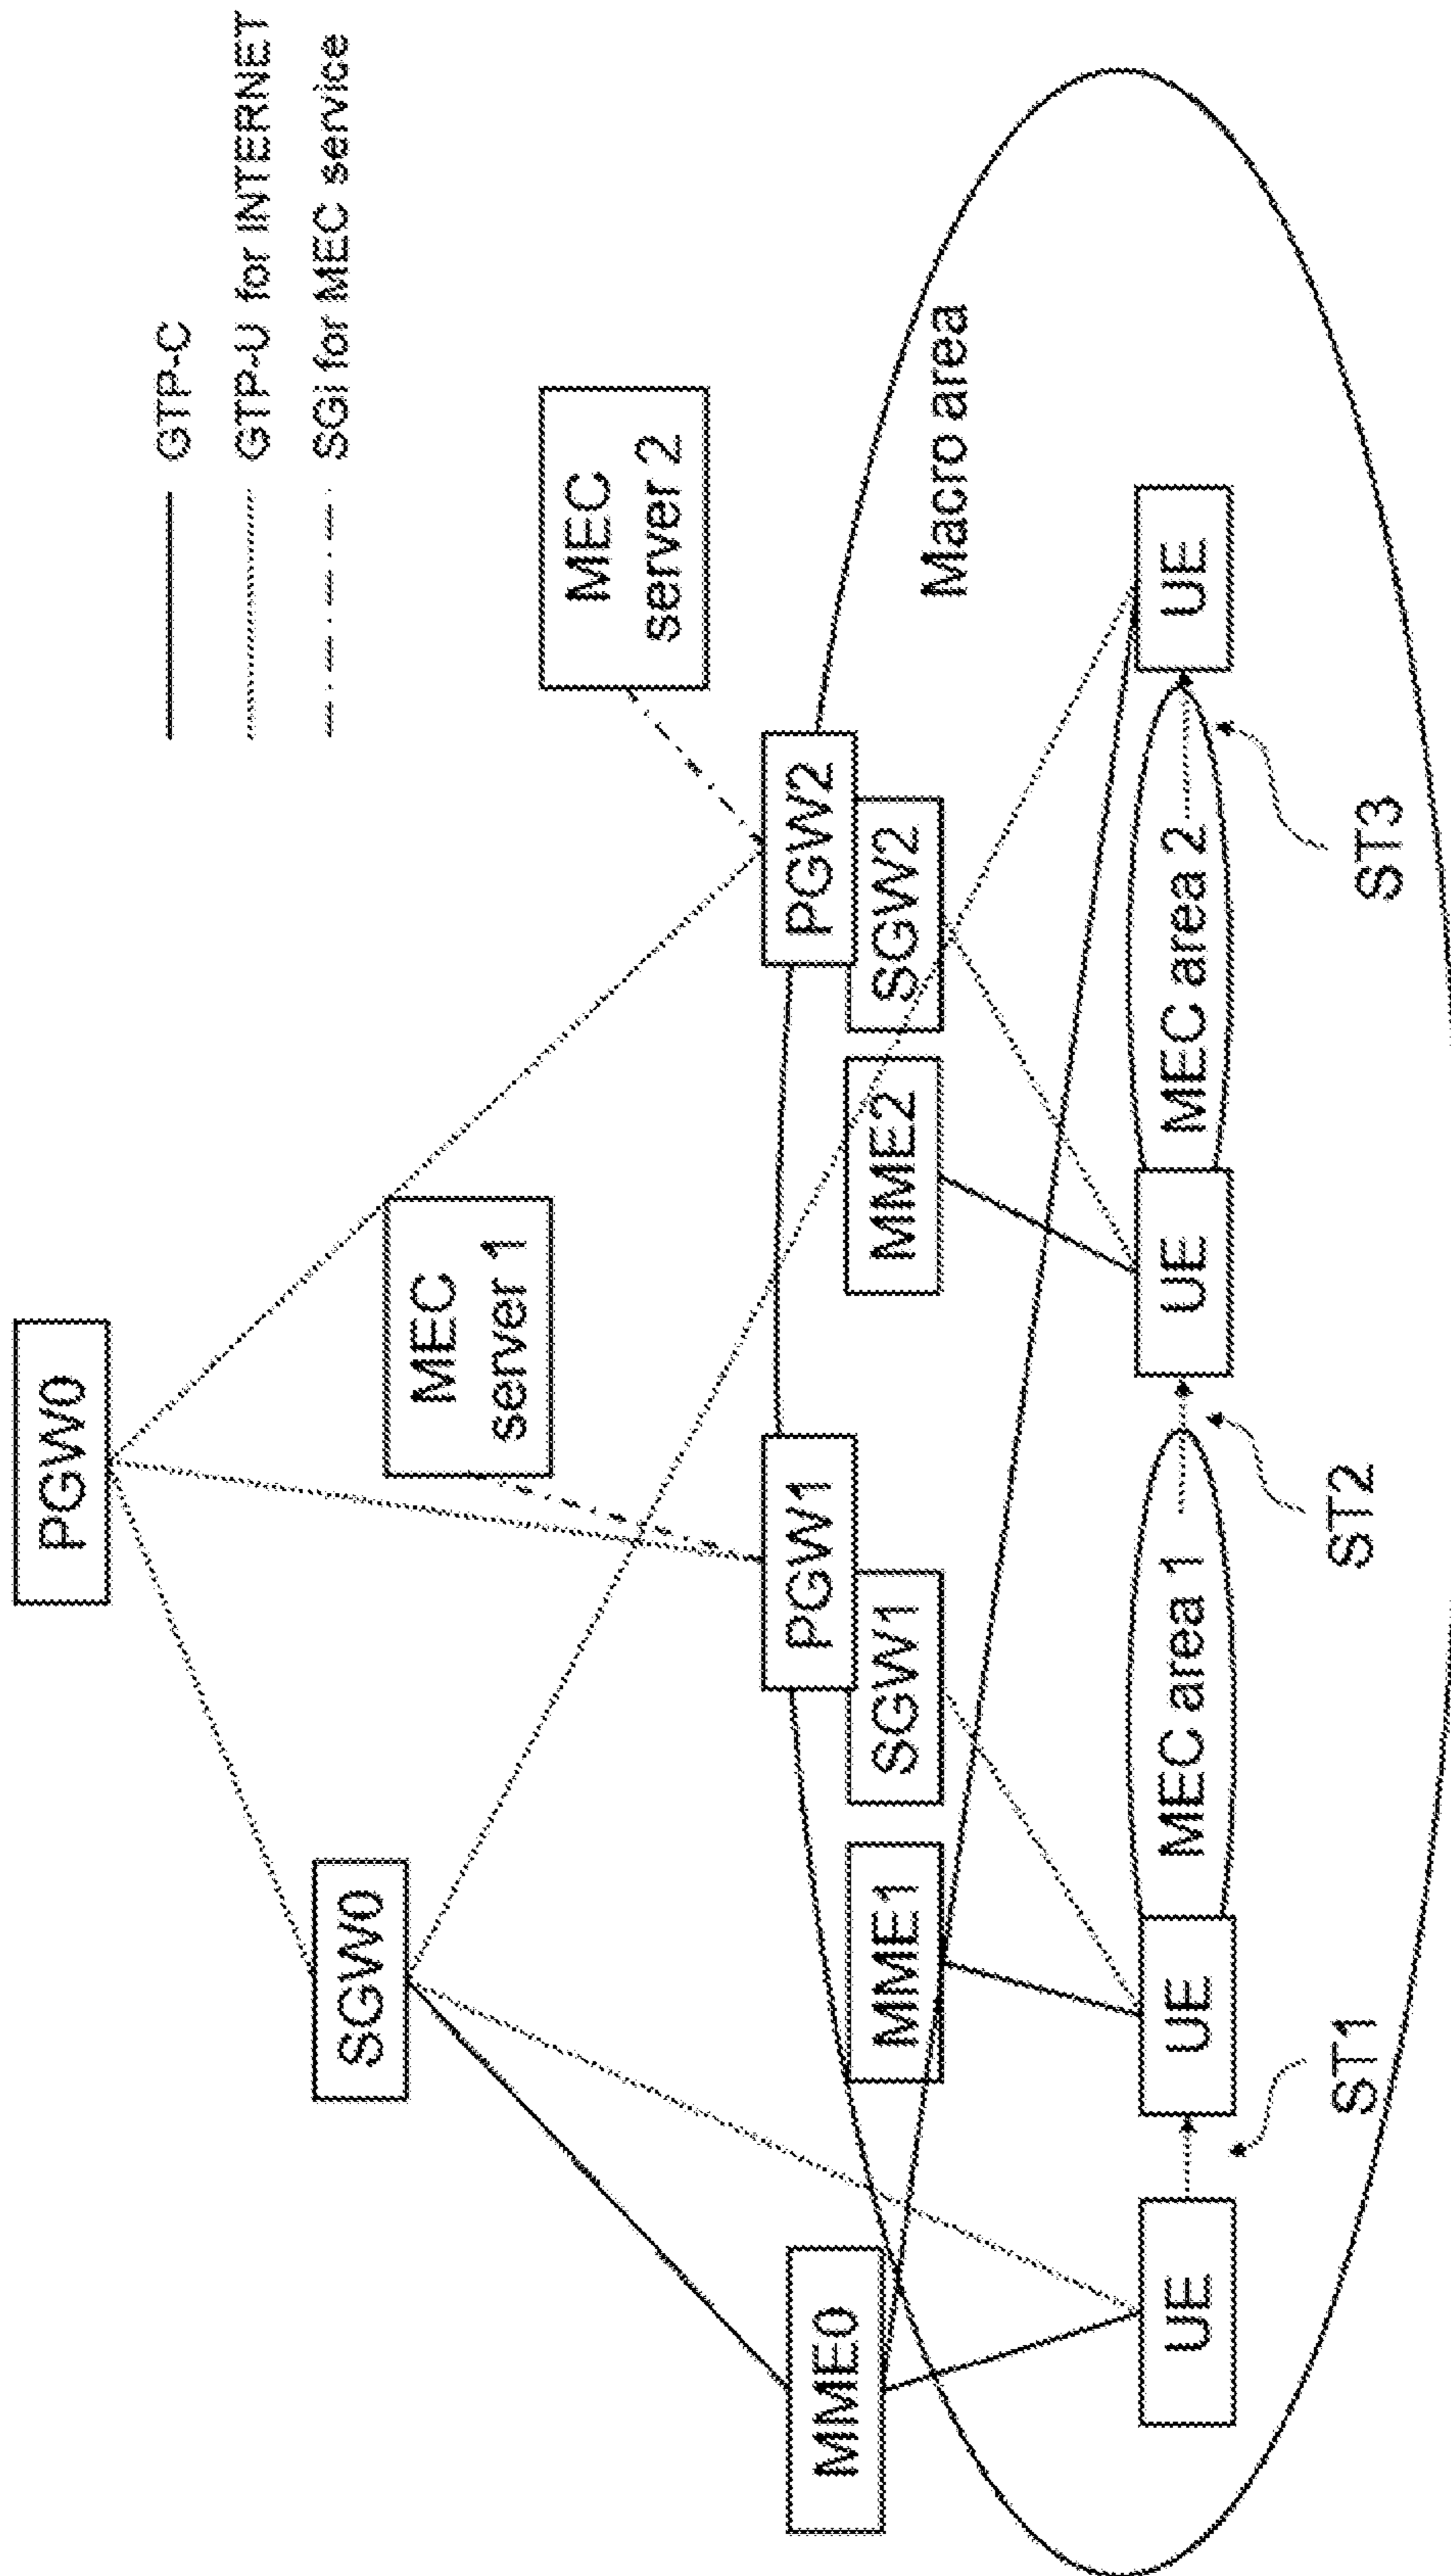 GTP-C
GTP-U for INTERNET
SGi for MEC service
PGW0
SGW0
MEC
server 1
MEC
server 2
MME0
PGW1
SGW1
MME1
PGW2
SGW2
MME2
Macro area
UE
UE
MEC area 1
UE
MEC area 2
UE
ST1
ST2
ST3